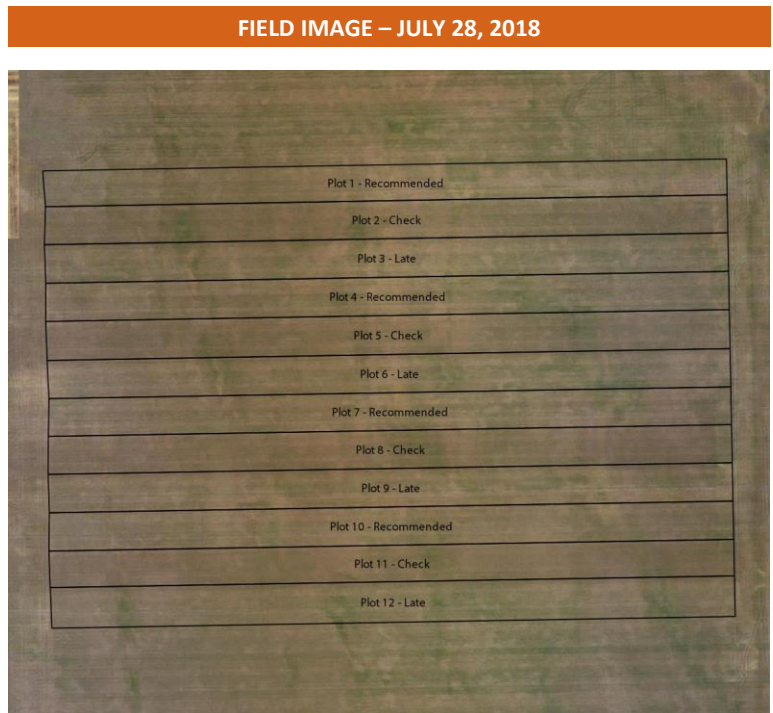 FIELD IMAGE – JULY 28, 2018
Plot 1 - Recommended
Plot 2 - Check
Plot 3 - Late
Plot 4 - Recommended
Plot 5 - Check
Plot 6 - Late
Plot 7 - Recommended
Plot 8 - Check
Plot 9 - Late
Plot 10 - Recommended
Plot 11 - Check
Plot 12 - Late